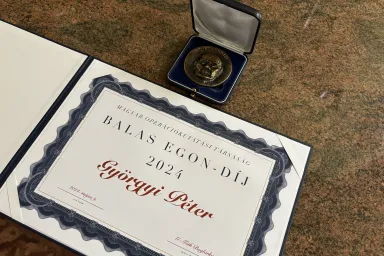 MAGYAR OPERÁCIÓKUTATÁSI TÁRSASÁG
BALAS EGON-DÍJ
2024
Györgyi Péter